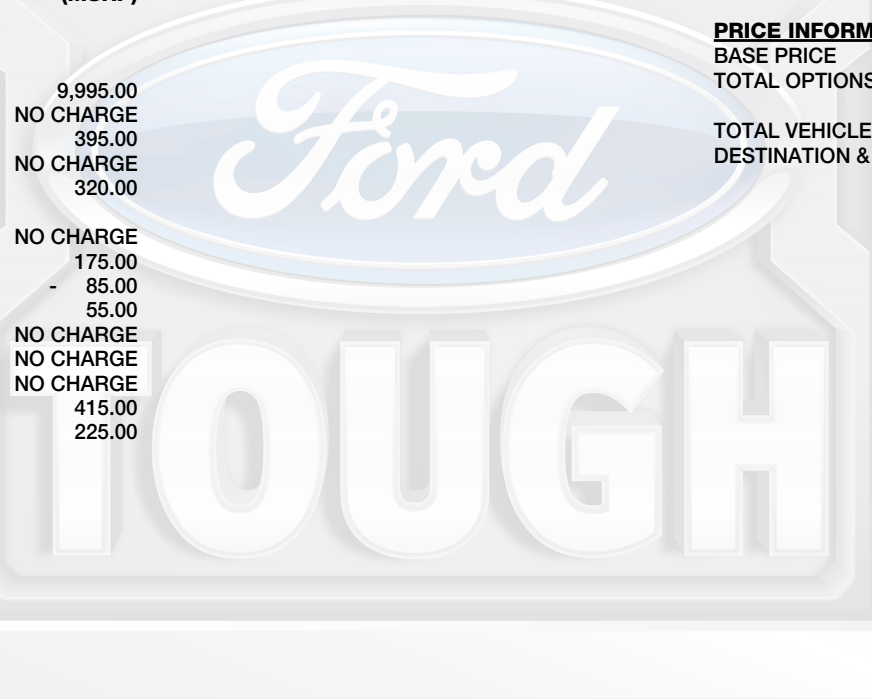 9,995.00
NO CHARGE
395.00
NO CHARGE
320.00
NO CHARGE
175.00
- 85.00
55.00
NO CHARGE
NO CHARGE
NO CHARGE
415.00
225.00
PRICE INFORM
BASE PRICE
TOTAL OPTIONS
TOTAL VEHICLE
DESTINATION &
Ford
TOUGH